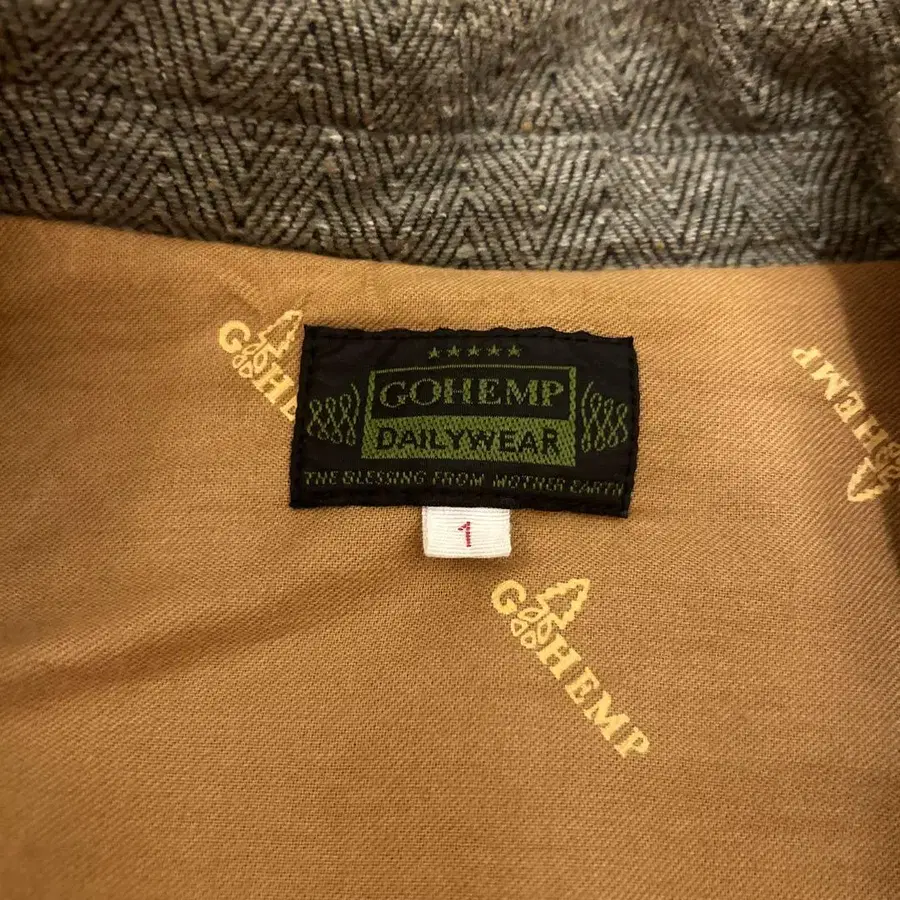 GOHEMP
★★★★★
GOHEMP
DAILYWEAR
THE BLESSING FROM MOTHER EARTH
1
GOHEMP
GOHEMP